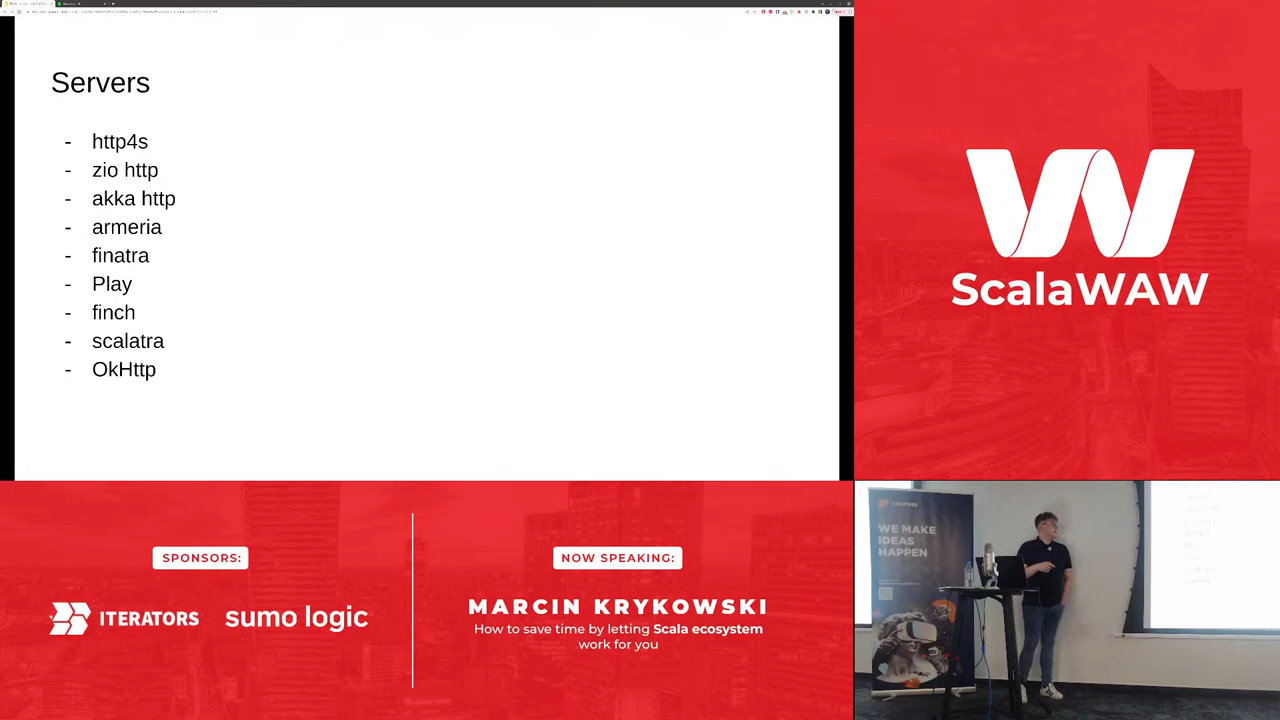 Servers
- http4s
- zio http
- akka http
- armeria
- finatra
- Play
- finch
- scalatra
- OkHttp
ScalaWAW
SPONSORS:
ITERATORS
sumo logic
NOW SPEAKING:
MARCIN KRYKOWSKI
How to save time by letting Scala ecosystem
work for you
ITERATORS
WE MAKE
IDEAS
HAPPEN